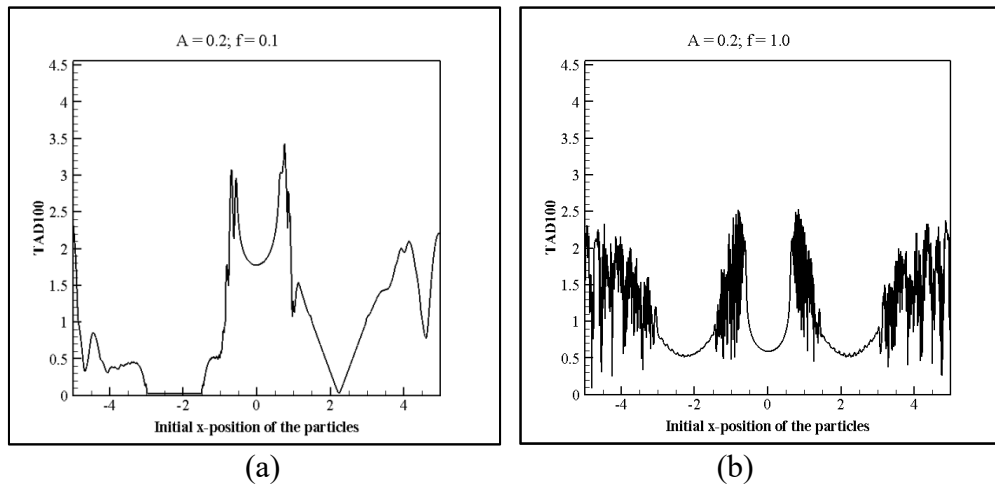 A = 0.2; f = 0.1
4.5
4
3.5
3
2.5
2
1.5
1
0.5
0
TAD100
-4 -2 0 2 4
Initial x-position of the particles
(a)
A = 0.2; f = 1.0
4.5
4
3.5
3
2.5
2
1.5
1
0.5
0
TAD100
-4 -2 0 2 4
Initial x-position of the particles
(b)